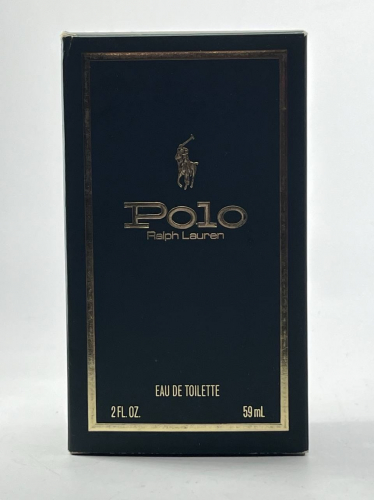 Polo
Ralph Lauren
EAU DE TOILETTE
2 FL. OZ. 59 mL